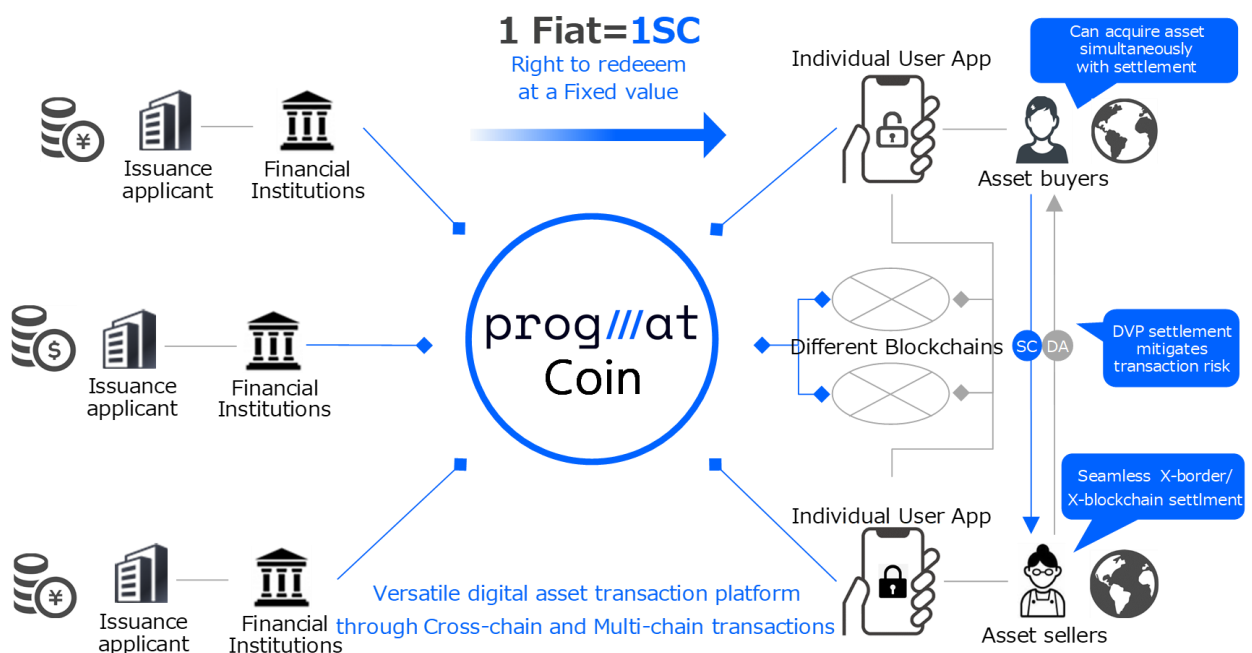 1 Fiat=1SC
Right to redeeem
at a Fixed value
Individual User App
Can acquire asset
simultaneously
with settlement
¥
Issuance
applicant
Financial
Institutions
Asset buyers
$
Issuance
applicant
Financial
Institutions
prog///at
Coin
Different Blockchains
SC
DA
DVP settlement
mitigates
transaction risk
Seamless X-border/
X-blockchain settlment
Individual User App
¥
Issuance
applicant
Financial
Institutions
Versatile digital asset transaction platform
through Cross-chain and Multi-chain transactions
Asset sellers